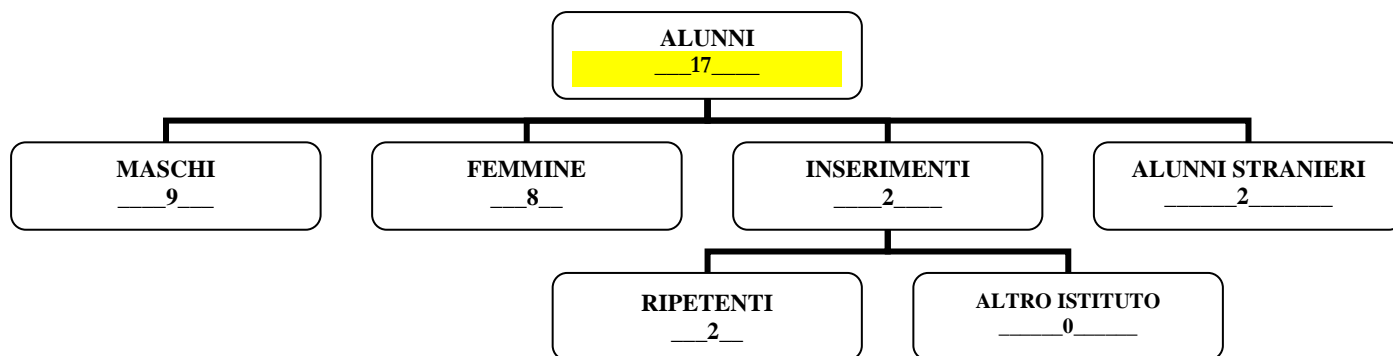 ALUNNI
___17____
MASCHI
____9___
FEMMINE
___8__
INSERIMENTI
____2____
ALUNNI STRANIERI
______2_______
RIPETENTI
___2__
ALTRO ISTITUTO
______0______